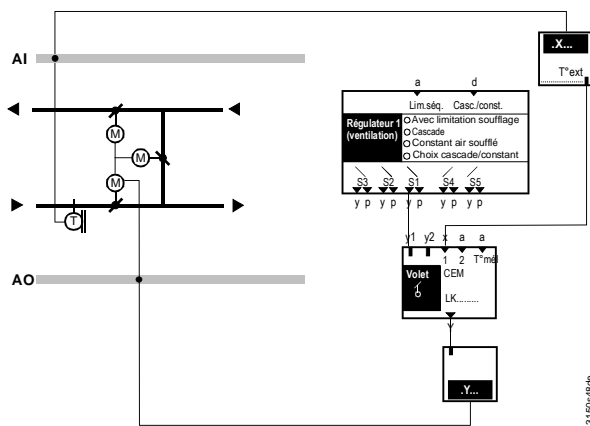 .X...
AI
T°ext
a d
Lim.séq. Casc./const.
Régulateur 1
(ventilation)
Avec limitation soufflage
Cascade
Constant air soufflé
Choix cascade/constant
M
M
M
S3 S2 S1 S4 S5
y p y p y p y p y p
T
y1 y2 x a a
1 2 T°mél
AO
Volet
CEM
LK.........
y
.Y...
3150s48de